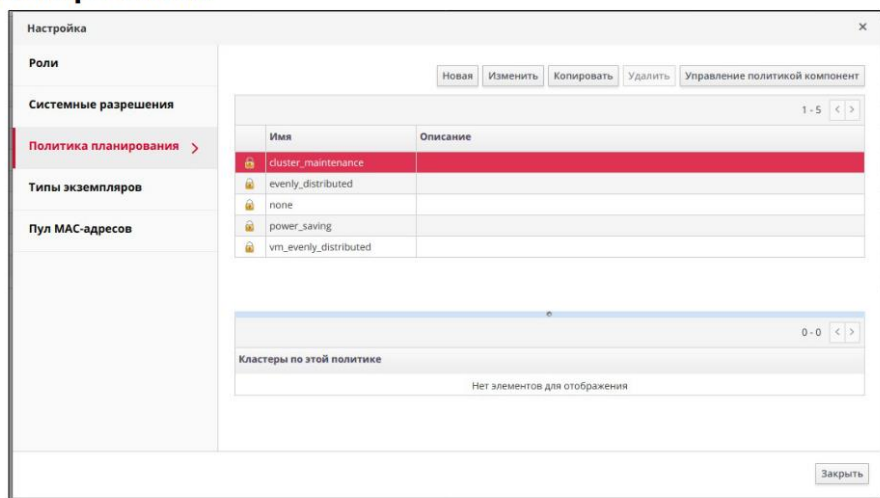 Настройка
Роли
Системные разрешения
Политика планирования
Типы экземпляров
Пул MAC-адресов
Новая Изменить Копировать Удалить Управление политикой компонент
1 - 5
Имя Описание
cluster_maintenance
evenly_distributed
none
power_saving
vm_evenly_distributed
0 - 0
Кластеры по этой политике
Нет элементов для отображения
Закрыть